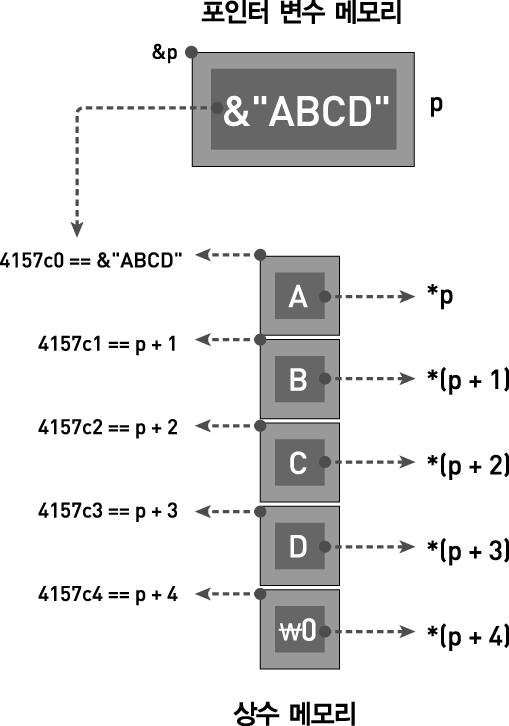 포인터 변수 메모리
&p
&"ABCD"
p
4157c0 == &"ABCD"
A
*p
4157c1 == p + 1
B
*(p + 1)
4157c2 == p + 2
C
*(p + 2)
4157c3 == p + 3
D
*(p + 3)
4157c4 == p + 4
₩0
*(p + 4)
상수 메모리